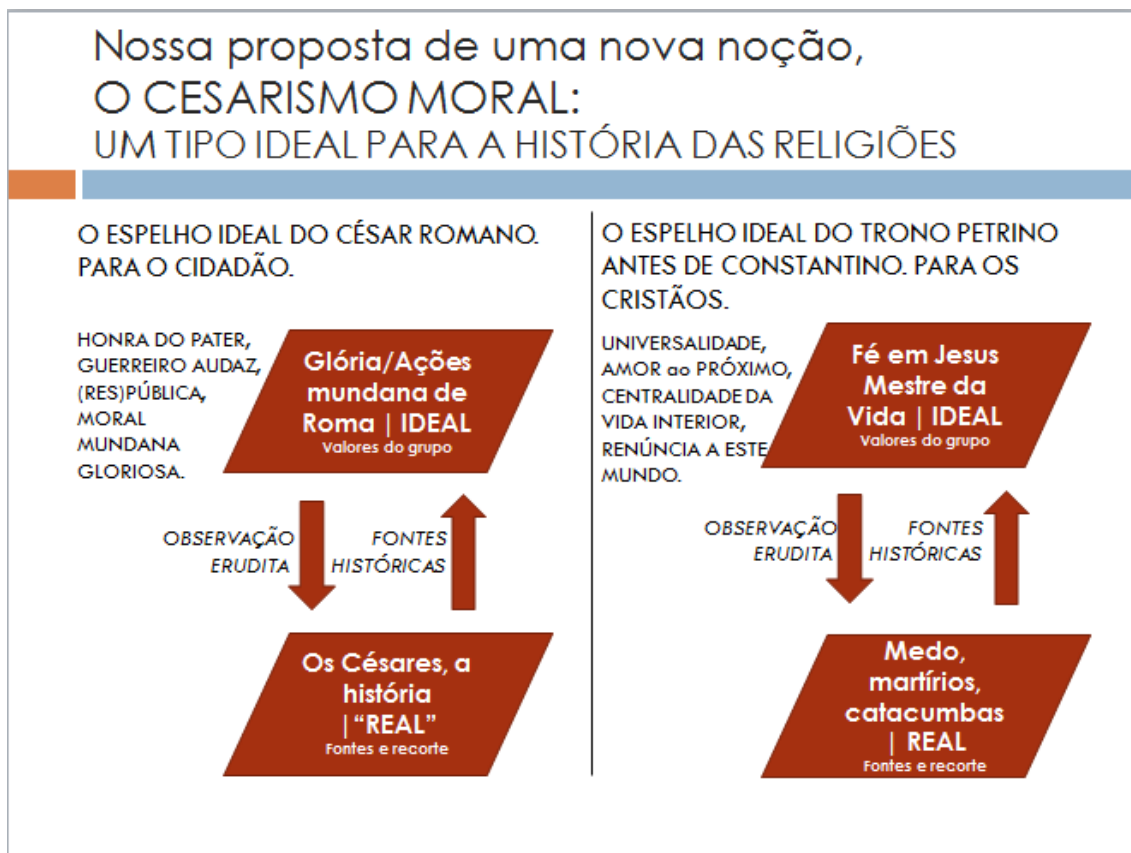 Nossa proposta de uma nova noção,
O CESARISMO MORAL:
UM TIPO IDEAL PARA A HISTÓRIA DAS RELIGIÕES
O ESPELHO IDEAL DO CÉSAR ROMANO.
PARA O CIDADÃO.
HONRA DO PATER,
GUERREIRO AUDAZ,
(RES)PÚBLICA,
MORAL
MUNDANA
GLORIOSA.
Glória/Ações
mundana de
Roma | IDEAL
Valores do grupo
OBSERVAÇÃO
ERUDITA
FONTES
HISTÓRICAS
Os Césares, a
história
|“REAL”
Fontes e recorte
O ESPELHO IDEAL DO TRONO PETRINO
ANTES DE CONSTANTINO. PARA OS
CRISTÃOS.
UNIVERSALIDADE,
AMOR ao PRÓXIMO,
CENTRALIDADE DA
VIDA INTERIOR,
RENÚNCIA A ESTE
MUNDO.
Fé em Jesus
Mestre da
Vida | IDEAL
Valores do grupo
OBSERVAÇÃO
ERUDITA
FONTES
HISTÓRICAS
Medo,
martírios,
catacumbas
| REAL
Fontes e recorte